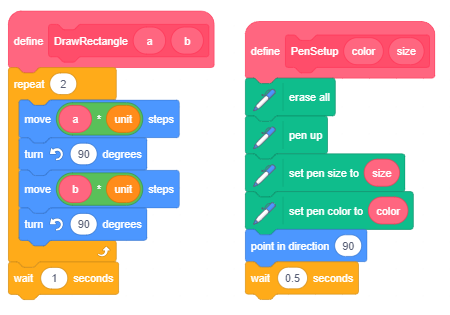 define DrawRectangle a b
repeat 2
move a * unit steps
turn 90 degrees
move b * unit steps
turn 90 degrees
wait 1 seconds
define PenSetup color size
erase all
pen up
set pen size to size
set pen color to color
point in direction 90
wait 0.5 seconds